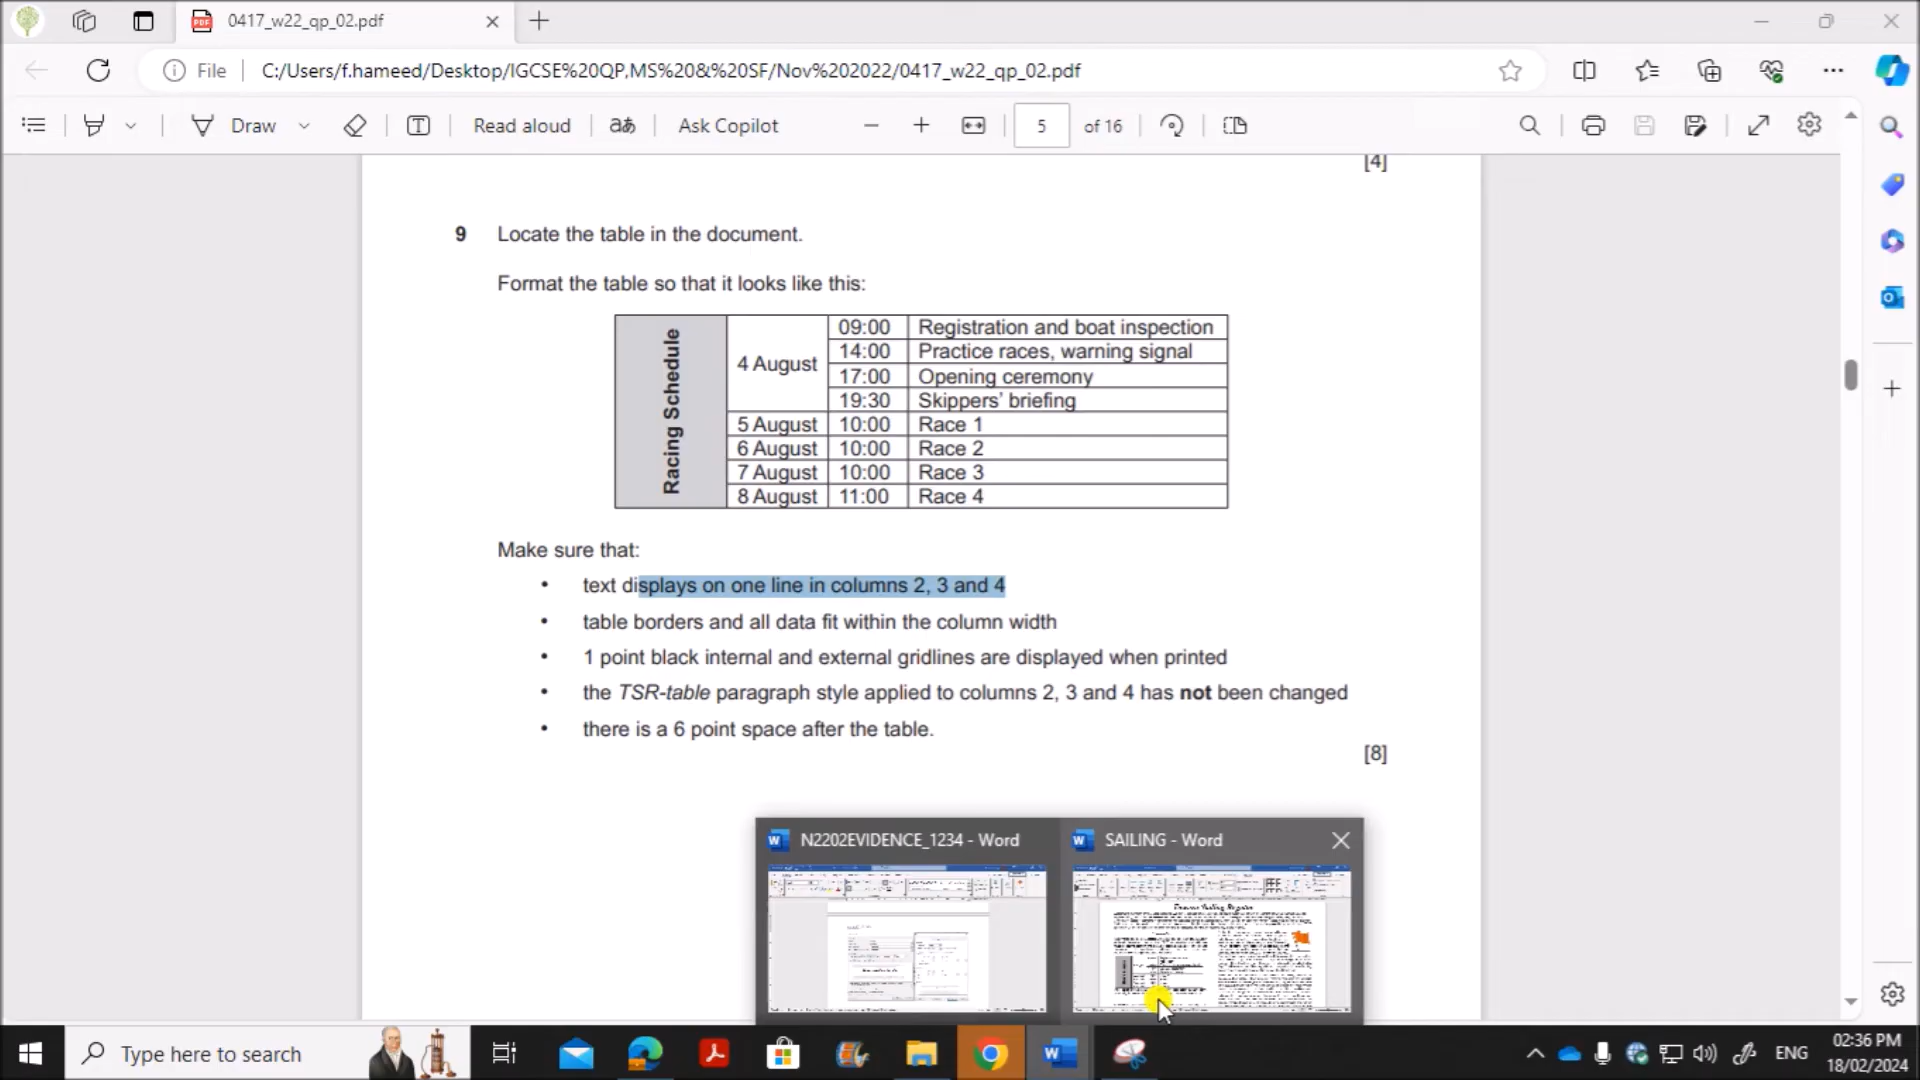 0417_w22_qp_02.pdf
File
C:/Users/f.hameed/Desktop/IGCSE%20QP,MS%20&%20SF/Nov%202022/0417_w22_qp_02.pdf
Draw
Read aloud
Ask Copilot
5
of 16
[4]
9 Locate the table in the document.
Format the table so that it looks like this:
Racing Schedule
4 August
09:00 Registration and boat inspection
14:00 Practice races, warning signal
17:00 Opening ceremony
19:30 Skippers' briefing
5 August 10:00 Race 1
6 August 10:00 Race 2
7 August 10:00 Race 3
8 August 11:00 Race 4
Make sure that:
• text displays on one line in columns 2, 3 and 4
• table borders and all data fit within the column width
• 1 point black internal and external gridlines are displayed when printed
• the TSR-table paragraph style applied to columns 2, 3 and 4 has not been changed
• there is a 6 point space after the table.
[8]
N2202EVIDENCE_1234 - Word
SAILING - Word
Type here to search
ENG
02:36 PM
18/02/2024